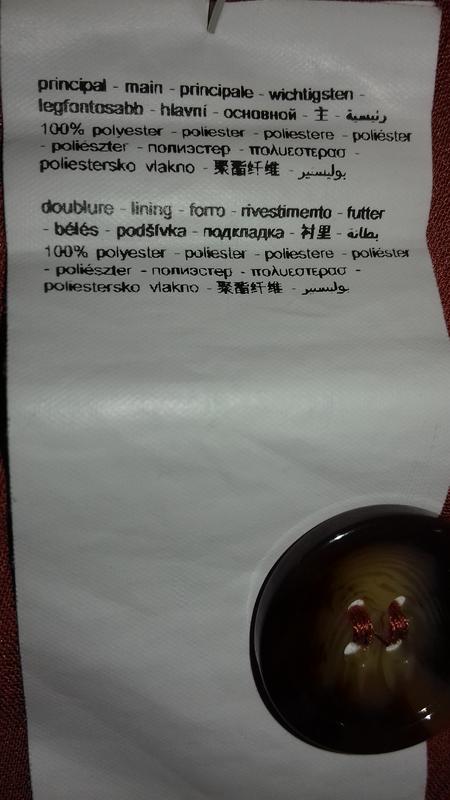 principal - main - principale - wichtigsten -
legfontosabb - hlavní - основной - 主 - رئيسية
100% polyester - poliester - poliestere - poliéster
- poliészter - полиэстер - πολυεστερασ -
poliestersko vlakno - 聚酯纤维 - بوليستير
doublure - lining - forro - rivestimento - futter
- bélés - podšívka - подкладка - 衬里 - بطانة
100% polyester - poliester - poliestere - poliéster
- poliészter - полиэстер - πολυεστερασ -
poliestersko vlakno - 聚酯纤维 - بوليستير